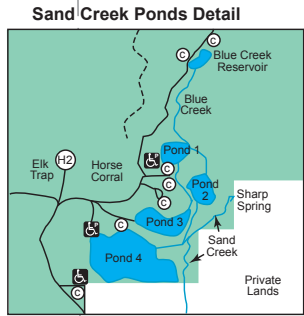 Sand Creek Ponds Detail
C
C
Blue Creek
Reservoir
Blue
Creek
C
Pond 1
H2
Elk
Trap
Horse
Corral
C
C
Pond
2
Sharp
Spring
Pond 3
C
Sand
Creek
Pond 4
Private
Lands
C